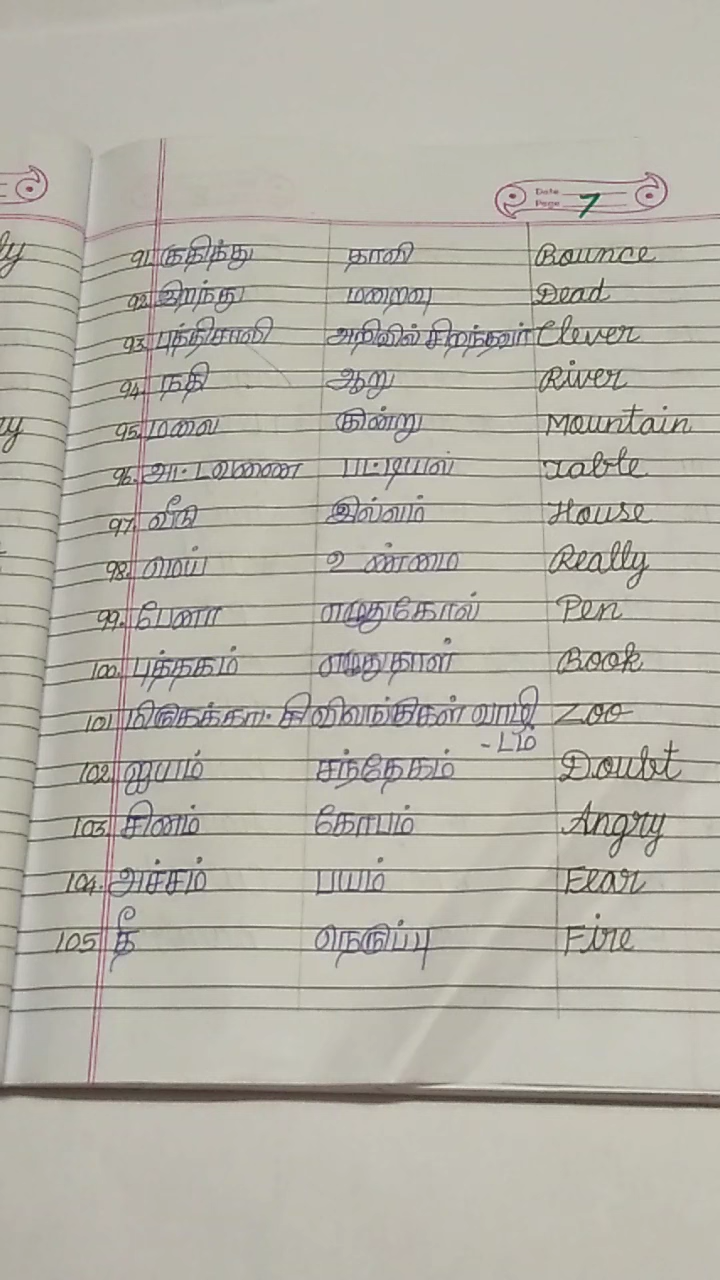 Date
Page 7
91. குதித்து தாவி Bounce
92. இறந்து மறைவு Dead
93. புத்திசாலி அறிவில் சிறந்தவர் Clever
94. நதி ஆறு River
95. மலை குன்று Mountain
96. அட்டவணை பட்டியல் Table
97. வீடு இல்லம் House
98. மெய் உண்மை Really
99. பேனா எழுதுகோல் Pen
100. புத்தகம் எழுதுதாள் Book
101. விலங்குகள் Zoo
102. ஐயம் சந்தேகம் Doubt
103. சினம் கோபம் Angry
104. அச்சம் பயம் Fear
105 தீ நெருப்பு Fire